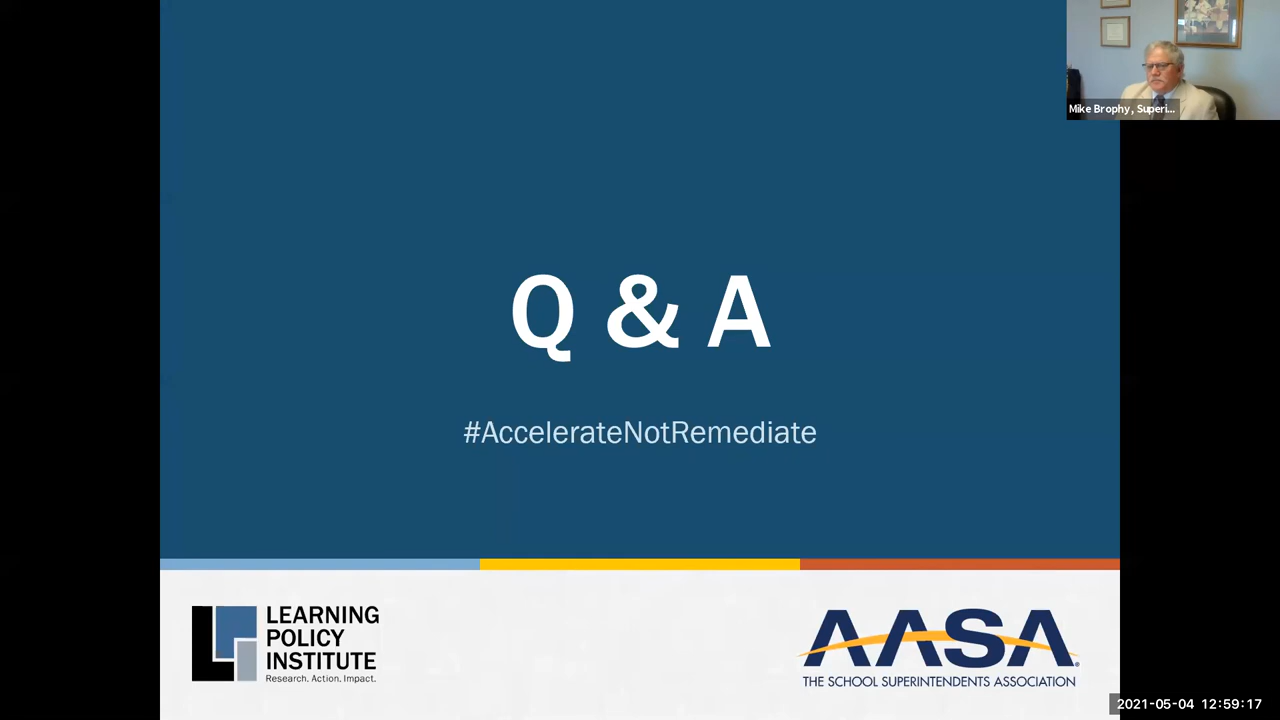 Mike Brophy, Superi...
Q & A
#AccelerateNotRemediate
LEARNING
POLICY
INSTITUTE
Research. Action. Impact.
AASA®
THE SCHOOL SUPERINTENDENTS ASSOCIATION
2021-05-04 12:59:17